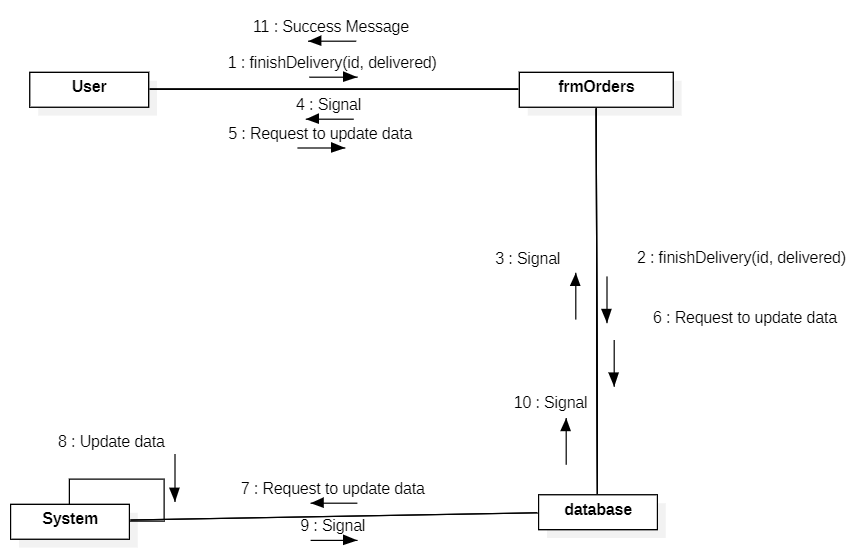 11 : Success Message
1 : finishDelivery(id, delivered)
User
frmOrders
4 : Signal
5 : Request to update data
3 : Signal
2 : finishDelivery(id, delivered)
6 : Request to update data
10 : Signal
8 : Update data
7 : Request to update data
System
database
9 : Signal